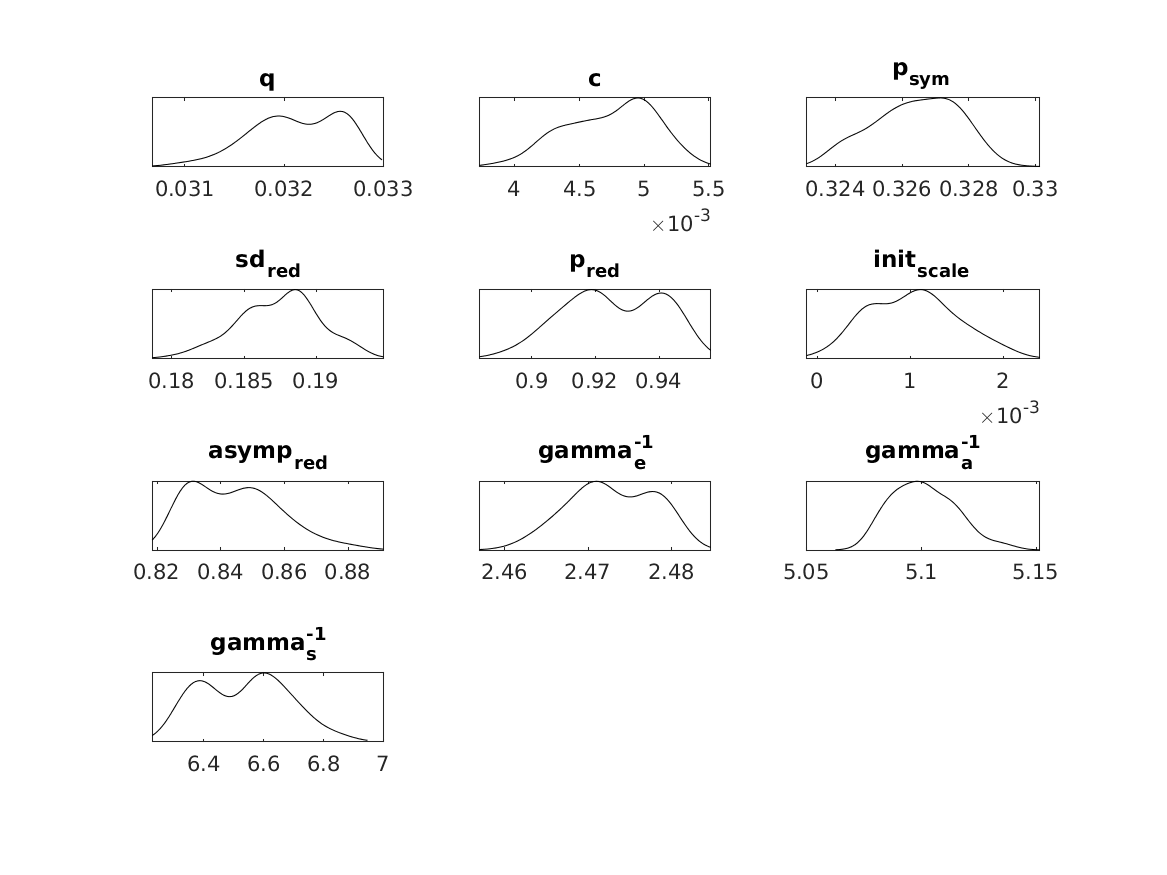 q
c
p_sym
0.031 0.032 0.033
4 4.5 5 5.5
×10^-3
0.324 0.326 0.328 0.33
sd_red
p_red
init_scale
0.18 0.185 0.19
0.9 0.92 0.94
0 1 2
×10^-3
asymp_red
gamma_e^-1
gamma_a^-1
0.82 0.84 0.86 0.88
2.46 2.47 2.48
5.05 5.1 5.15
gamma_s^-1
6.4 6.6 6.8 7